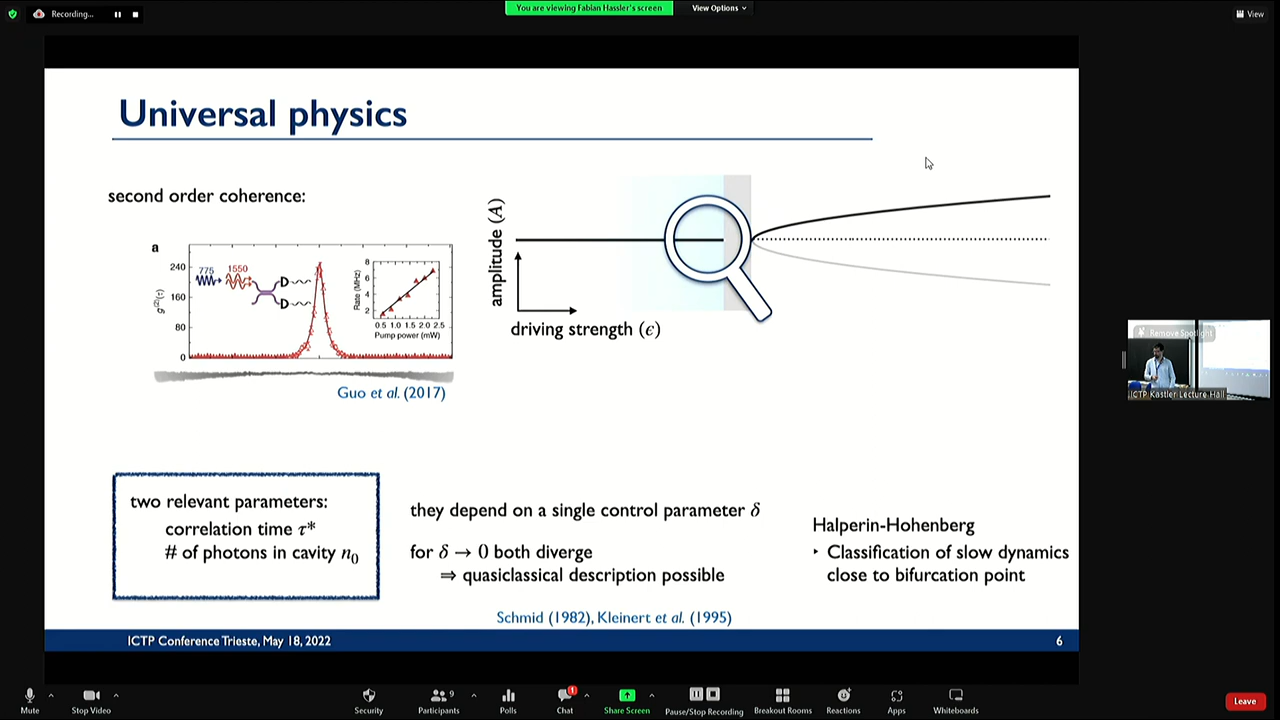 Recording...
You are viewing Fabian Hassler's screen
View Options
View
Universal physics
second order coherence:
a
240
160
80
0
g(2)(τ)
775
1550
D
D
Rate (MHz)
8
6
4
2
0.5 1.0 1.5 2.0 2.5
Pump power (mW)
Guo et al. (2017)
amplitude (A)
driving strength (ϵ)
two relevant parameters:
correlation time τ*
# of photons in cavity n₀
they depend on a single control parameter δ
for δ → 0 both diverge
⇒ quasiclassical description possible
Schmid (1982), Kleinert et al. (1995)
Halperin-Hohenberg
‣ Classification of slow dynamics
close to bifurcation point
ICTP Conference Trieste, May 18, 2022
6
Remove Spotlight
ICTP Kastler Lecture Hall
Mute
Stop Video
Security
9
Participants
Polls
1
Chat
Share Screen
Pause/Stop Recording
Breakout Rooms
Reactions
Apps
Whiteboards
Leave